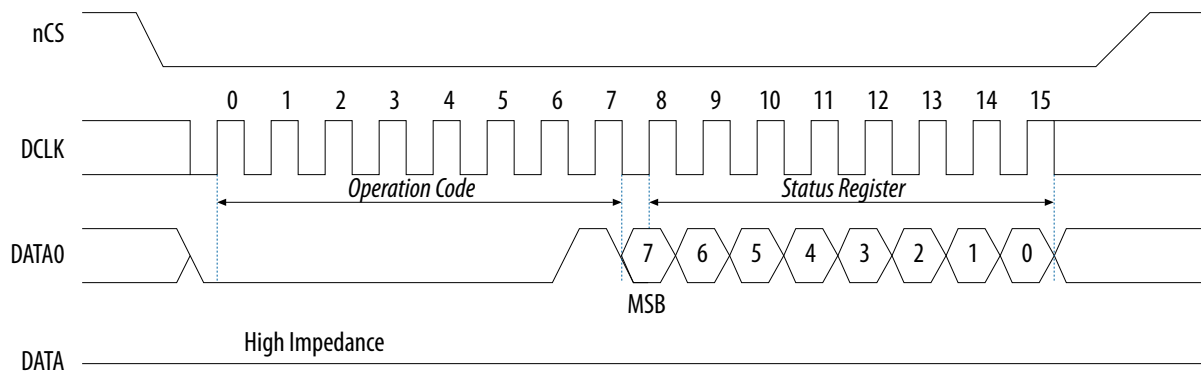 nCS
0 1 2 3 4 5 6 7 8 9 10 11 12 13 14 15
DCLK
Operation Code Status Register
DATA0 7 6 5 4 3 2 1 0
MSB
High Impedance
DATA